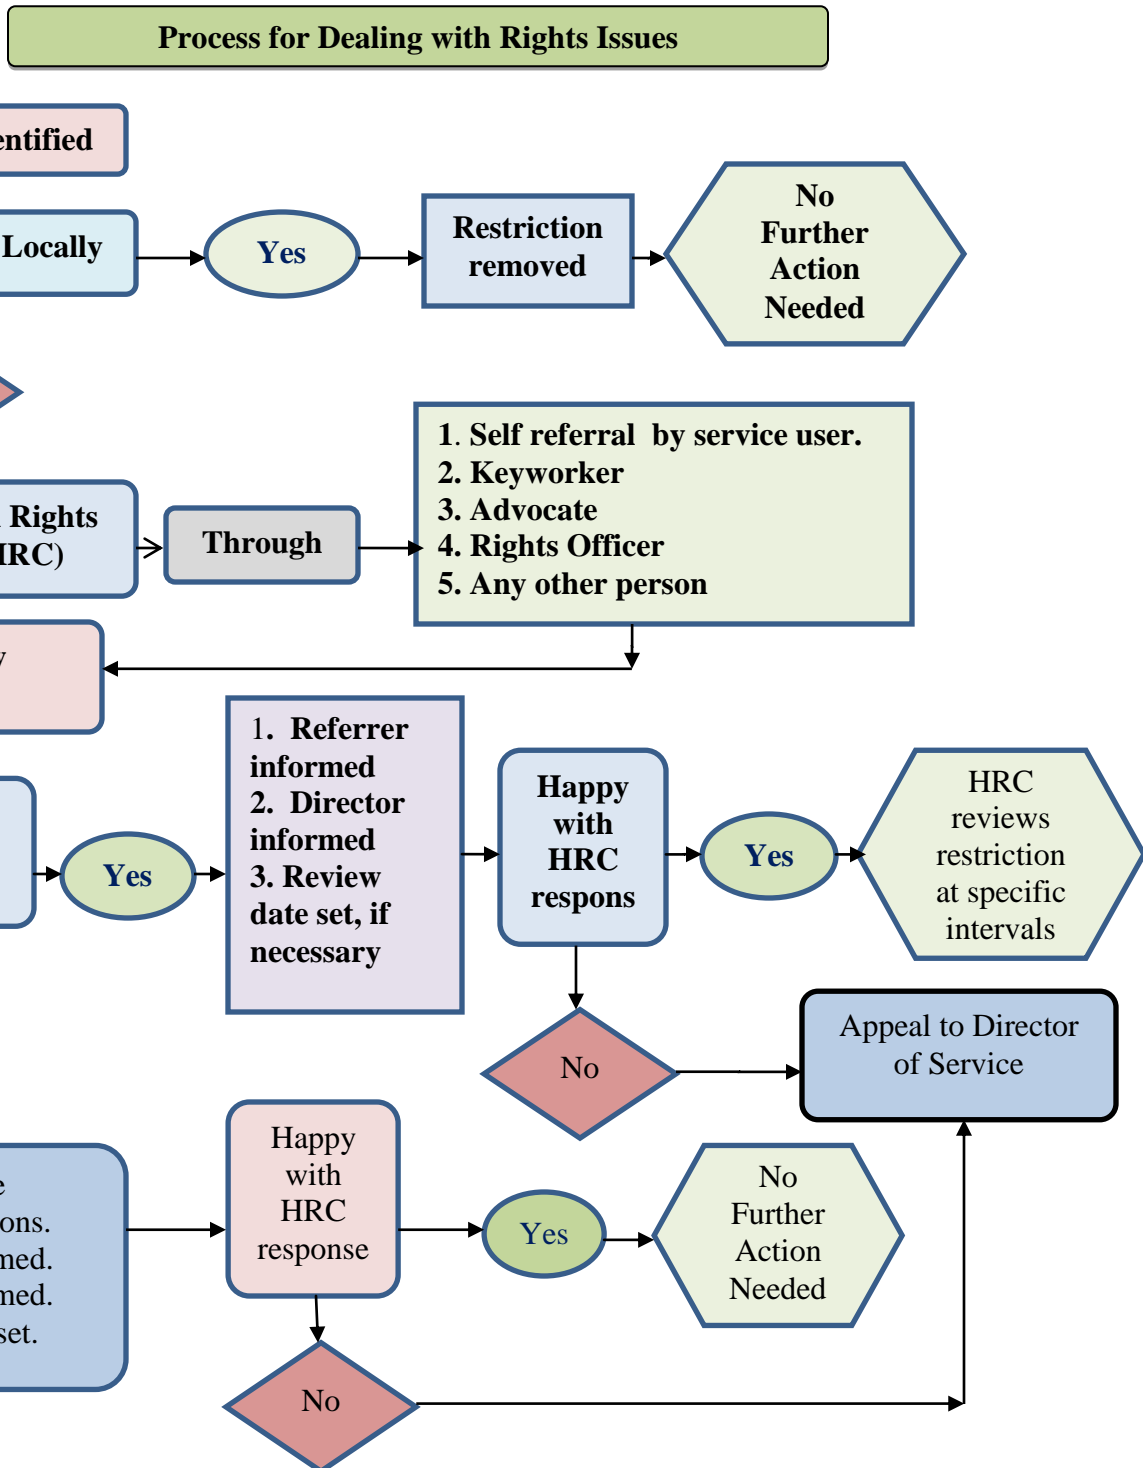 Process for Dealing with Rights Issues
entified
Locally
Yes
Restriction
removed
No
Further
Action
Needed
1. Self referral by service user.
2. Keyworker
3. Advocate
4. Rights Officer
5. Any other person
Rights
HRC)
Through
1. Referrer
informed
2. Director
informed
3. Review
date set, if
necessary
Happy
with
HRC
respons
Yes
Yes
HRC
reviews
restriction
at specific
intervals
No
Appeal to Director
of Service
Happy
with
HRC
response
Yes
No
Further
Action
Needed
e
ons.
med.
med.
set.
No